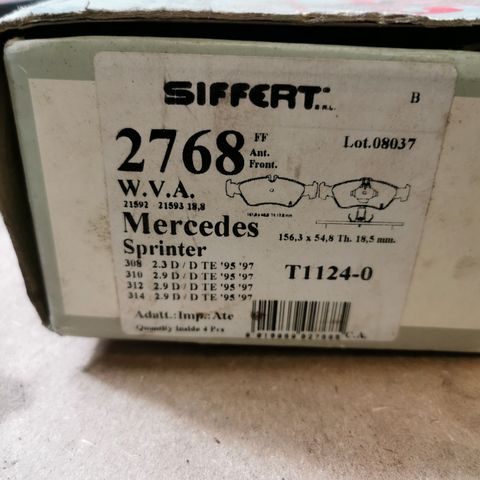 SIFFERT S.R.L.
B
2768 FF
Ant.
Front.
Lot.08037
W.V.A.
21592 21593 18,8
Mercedes
Sprinter
156,3 x 54,8 Th. 18,5 mm.
308 2.3 D / D TE '95 '97
310 2.9 D / D TE '95 '97
312 2.9 D / D TE '95 '97
314 2.9 D / D TE '95 '97
T1124-0
Adatt.:Imp.:Ate
Quantity Inside 4 Pcs
C.A.